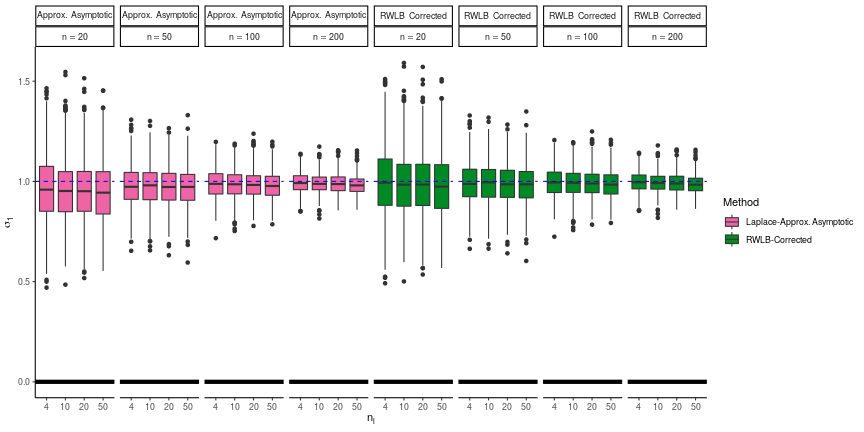 Approx. Asymptotic Approx. Asymptotic Approx. Asymptotic Approx. Asymptotic RWLB Corrected RWLB Corrected RWLB Corrected RWLB Corrected
n = 20 n = 50 n = 100 n = 200 n = 20 n = 50 n = 100 n = 200
1.5
1.0
0.5
0.0
σ1
4 10 20 50 4 10 20 50 4 10 20 50 4 10 20 50 4 10 20 50 4 10 20 50 4 10 20 50 4 10 20 50
ni
Method
Laplace-Approx. Asymptotic
RWLB-Corrected